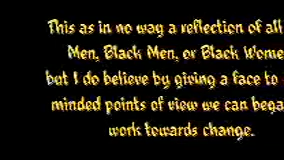 This as in no way a reflection of all
Men, Black Men, or Black Wome
but I do believe by giving a face to
minded points of view we can began
work towards change.